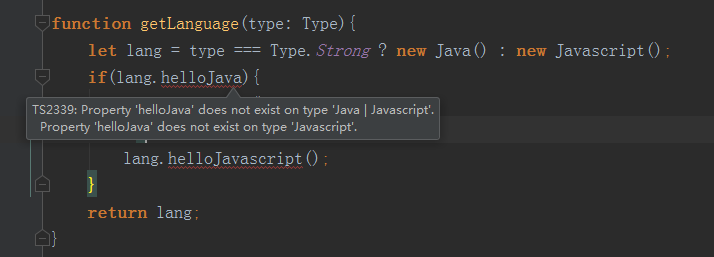 function getLanguage(type: Type){
let lang = type === Type.Strong ? new Java() : new Javascript();
if(lang.helloJava){
TS2339: Property 'helloJava' does not exist on type 'Java | Javascript'.
Property 'helloJava' does not exist on type 'Javascript'.
lang.helloJavascript();
}
return lang;
}